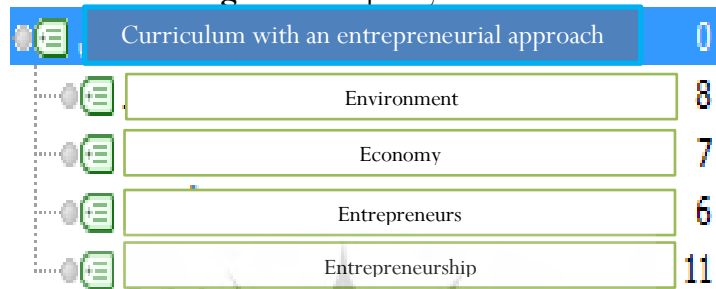 Curriculum with an entrepreneurial approach 0
Environment 8
Economy 7
Entrepreneurs 6
Entrepreneurship 11